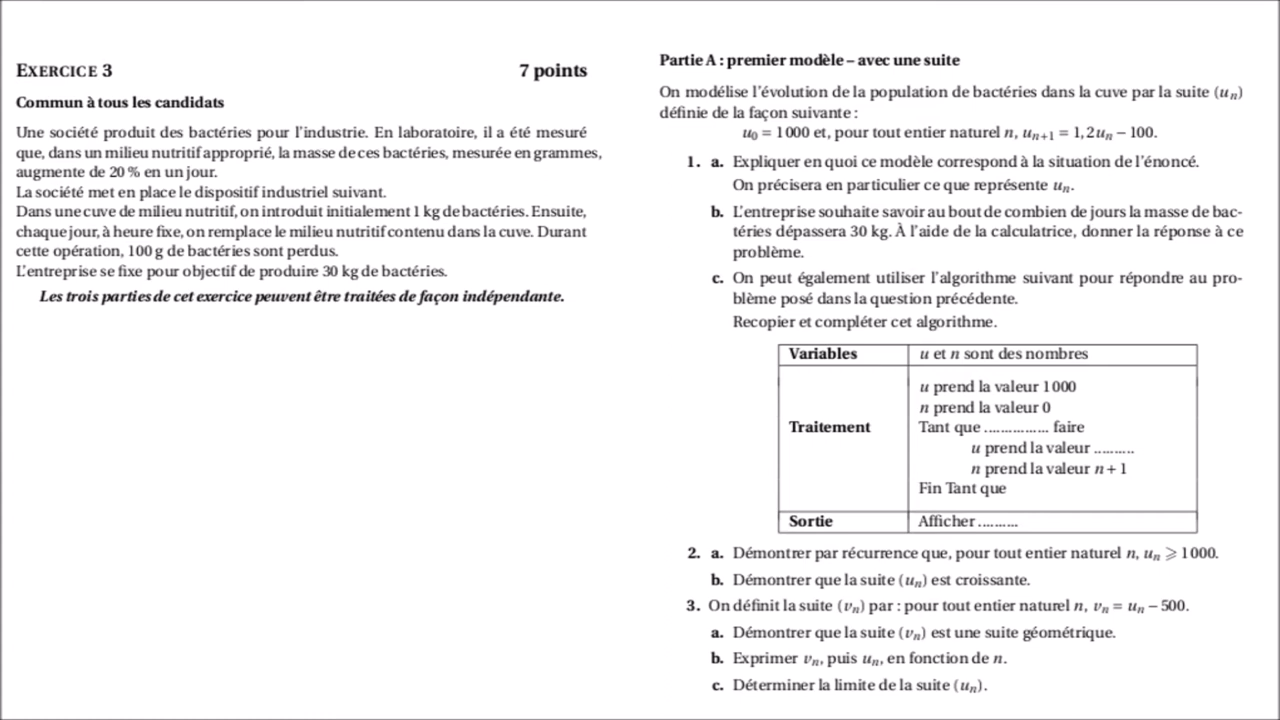 EXERCICE 3 7 points
Commun à tous les candidats
Une société produit des bactéries pour l'industrie. En laboratoire, il a été mesuré
que, dans un milieu nutritif approprié, la masse de ces bactéries, mesurée en grammes,
augmente de 20 % en un jour.
La société met en place le dispositif industriel suivant.
Dans une cuve de milieu nutritif, on introduit initialement 1 kg de bactéries. Ensuite,
chaque jour, à heure fixe, on remplace le milieu nutritif contenu dans la cuve. Durant
cette opération, 100 g de bactéries sont perdus.
L'entreprise se fixe pour objectif de produire 30 kg de bactéries.
Les trois parties de cet exercice peuvent être traitées de façon indépendante.
Partie A : premier modèle – avec une suite
On modélise l'évolution de la population de bactéries dans la cuve par la suite (uₙ)
définie de la façon suivante :
u₀ = 1 000 et, pour tout entier naturel n, uₙ₊₁ = 1,2uₙ − 100.
1. a. Expliquer en quoi ce modèle correspond à la situation de l'énoncé.
On précisera en particulier ce que représente uₙ.
b. L'entreprise souhaite savoir au bout de combien de jours la masse de bac-
téries dépassera 30 kg. À l'aide de la calculatrice, donner la réponse à ce
problème.
c. On peut également utiliser l'algorithme suivant pour répondre au pro-
blème posé dans la question précédente.
Recopier et compléter cet algorithme.
Variables u et n sont des nombres
u prend la valeur 1 000
n prend la valeur 0
Traitement Tant que ................ faire
u prend la valeur ..........
n prend la valeur n + 1
Fin Tant que
Sortie Afficher ..........
2. a. Démontrer par récurrence que, pour tout entier naturel n, uₙ ⩾ 1 000.
b. Démontrer que la suite (uₙ) est croissante.
3. On définit la suite (vₙ) par : pour tout entier naturel n, vₙ = uₙ − 500.
a. Démontrer que la suite (vₙ) est une suite géométrique.
b. Exprimer vₙ, puis uₙ, en fonction de n.
c. Déterminer la limite de la suite (uₙ).